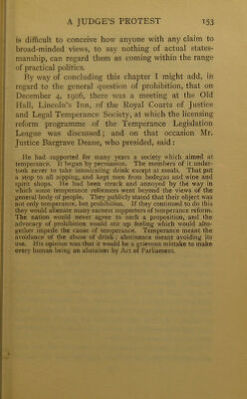 A JUDGE'S PROTEST 153
is difficult to conceive how anyone with any claim to
broad-minded views, to say nothing of actual states-
manship, can regard them as coming within the range
of practical politics.
By way of concluding this chapter I might add, in
regard to the general question of prohibition, that on
December 4, 1906, there was a meeting at the Old
Hall, Lincoln's Inn, of the Royal Courts of Justice
and Legal Temperance Society, at which the licensing
reform programme of the Temperance Legislation
League was discussed; and on that occasion Mr.
Justice Bargrave Deane, who presided, said:
He had supported for many years a society which aimed at
temperance. It began by persuasion. The members of it under-
took never to take intoxicating drink except at meals. That put
a stop to all nipping, and kept men from bodegas and wine and
spirit shops. He had been struck and annoyed by the way in
which some temperance reformers went beyond the views of the
general body of people. They publicly stated that their object was
not only temperance, but prohibition. If they continued to do this
they would alienate many earnest supporters of temperance reform.
The nation would never agree to such a proposition, and the
advocacy of prohibition would stir up feeling which would alto-
gether impede the cause of temperance. Temperance meant the
avoidance of the abuse of drink; abstinence meant avoiding its
use. His opinion was that it would be a grievous mistake to make
every human being an abstainer by Act of Parliament.